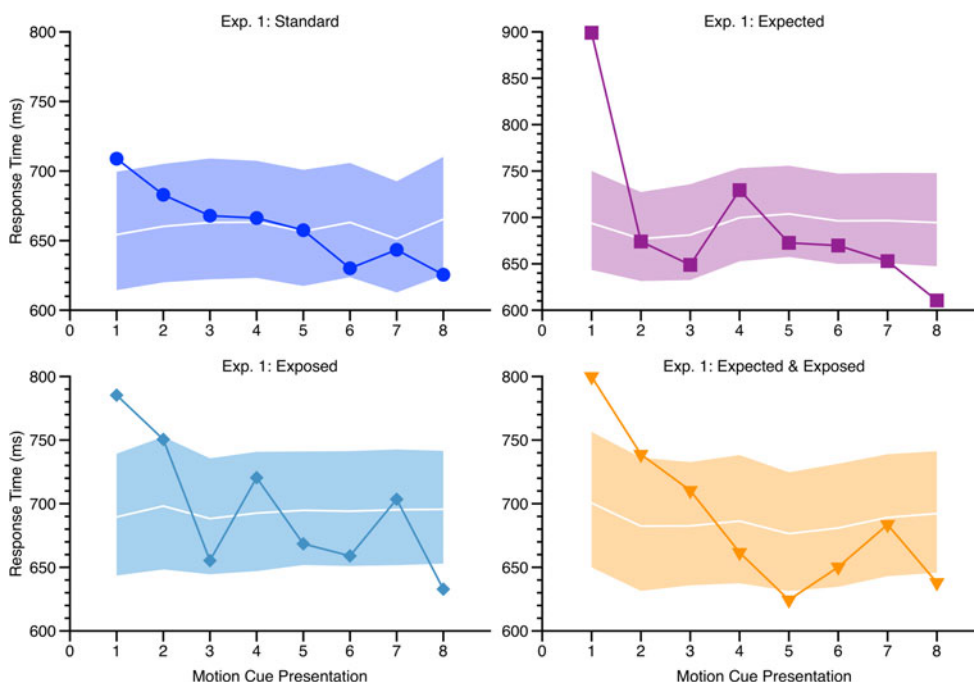 Exp. 1: Standard
Response Time (ms)
800
750
700
650
600
0 1 2 3 4 5 6 7 8
Exp. 1: Expected
900
850
800
750
700
650
600
0 1 2 3 4 5 6 7 8
Exp. 1: Exposed
Response Time (ms)
800
750
700
650
600
0 1 2 3 4 5 6 7 8
Motion Cue Presentation
Exp. 1: Expected & Exposed
800
750
700
650
600
0 1 2 3 4 5 6 7 8
Motion Cue Presentation